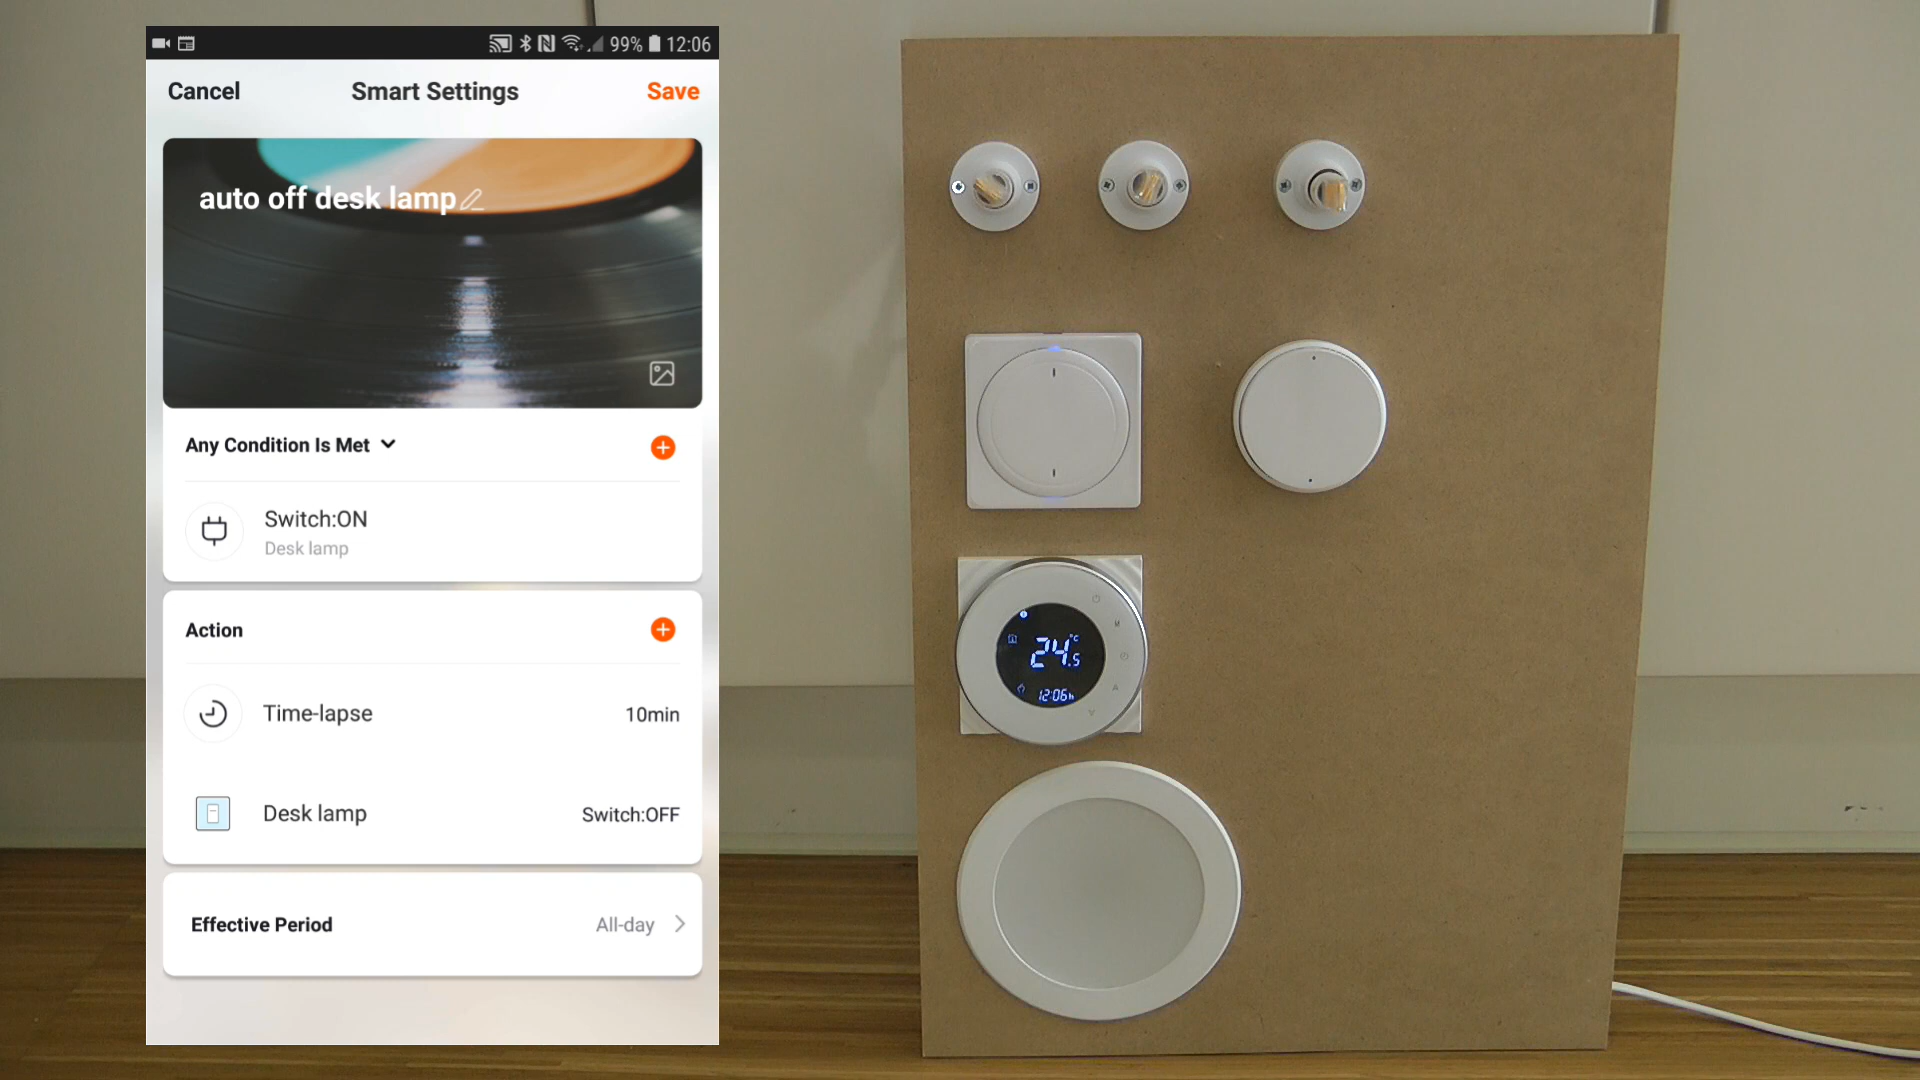 99% 12:06
Cancel Smart Settings Save
auto off desk lamp
Any Condition Is Met
Switch:ON
Desk lamp
Action
Time-lapse 10min
Desk lamp Switch:OFF
Effective Period All-day
24.5 °C
12:06